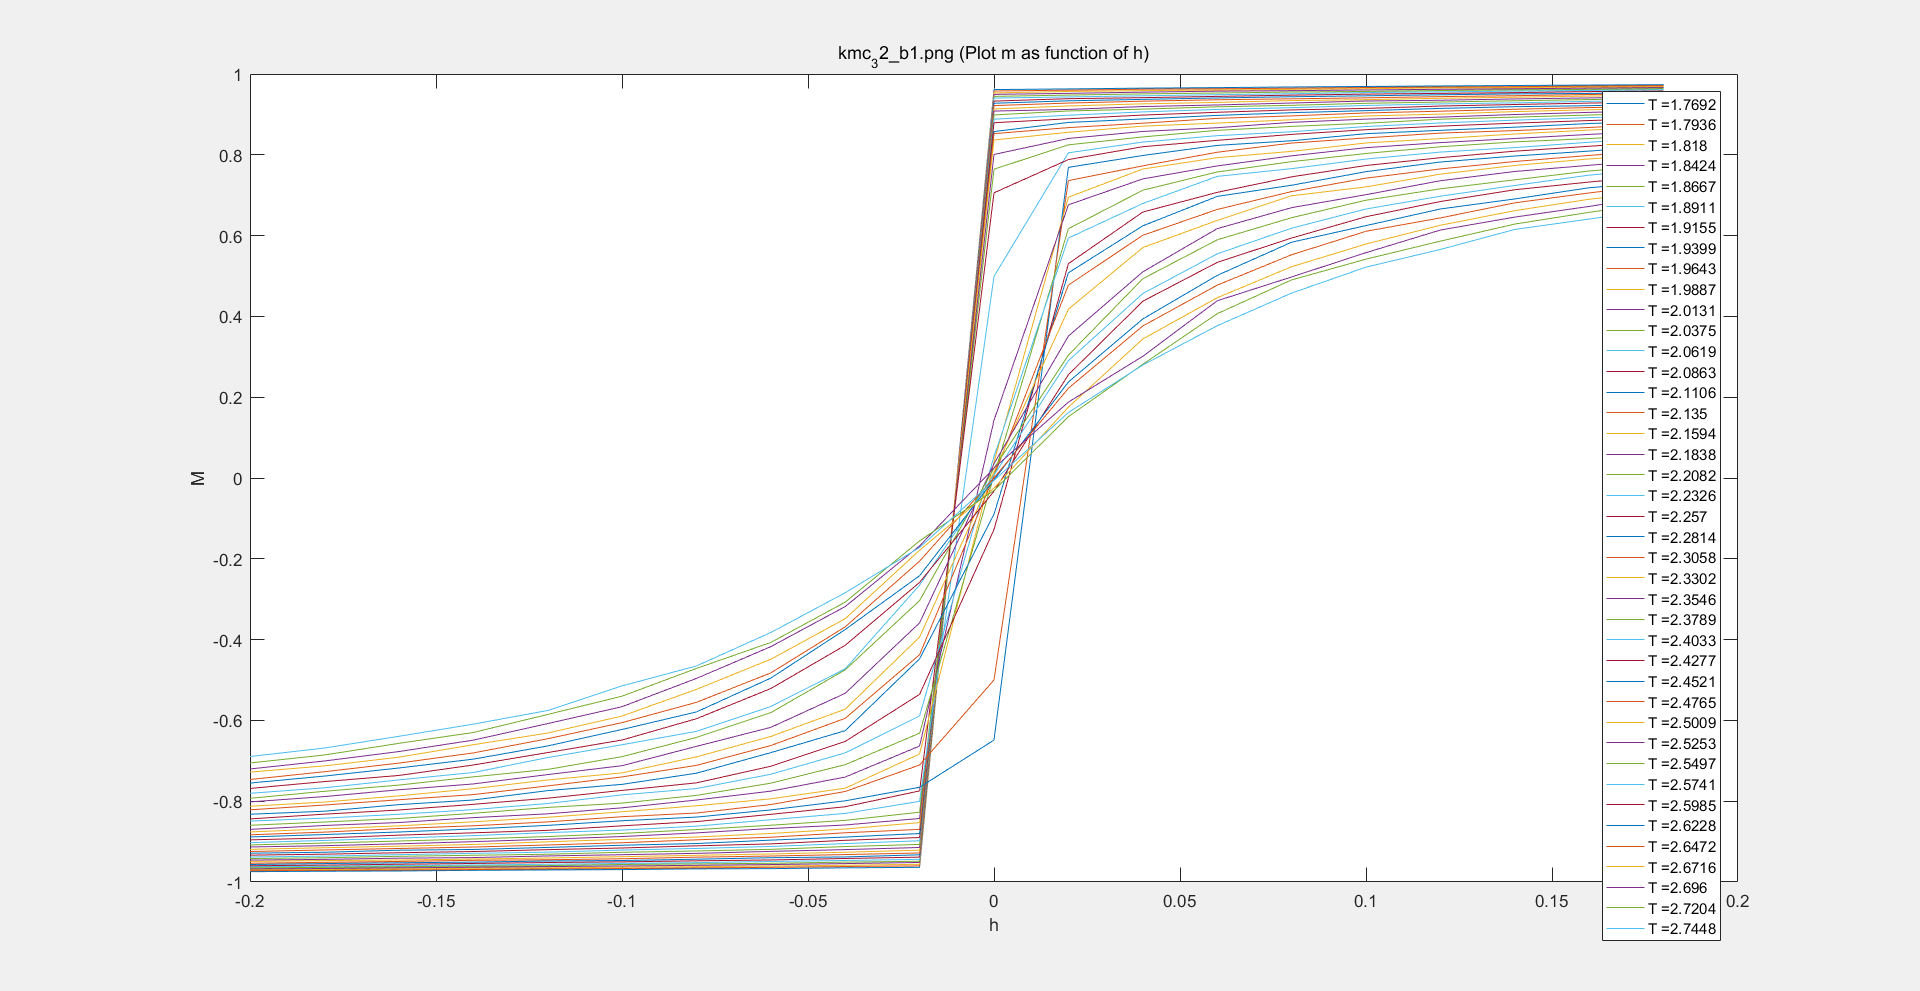 kmc32_b1.png (Plot m as function of h)
1
0.8
0.6
0.4
0.2
0
-0.2
-0.4
-0.6
-0.8
-1
M
-0.2 -0.15 -0.1 -0.05 0 0.05 0.1 0.15 0.2
h
T =1.7692
T =1.7936
T =1.818
T =1.8424
T =1.8667
T =1.8911
T =1.9155
T =1.9399
T =1.9643
T =1.9887
T =2.0131
T =2.0375
T =2.0619
T =2.0863
T =2.1106
T =2.135
T =2.1594
T =2.1838
T =2.2082
T =2.2326
T =2.257
T =2.2814
T =2.3058
T =2.3302
T =2.3546
T =2.3789
T =2.4033
T =2.4277
T =2.4521
T =2.4765
T =2.5009
T =2.5253
T =2.5497
T =2.5741
T =2.5985
T =2.6228
T =2.6472
T =2.6716
T =2.696
T =2.7204
T =2.7448